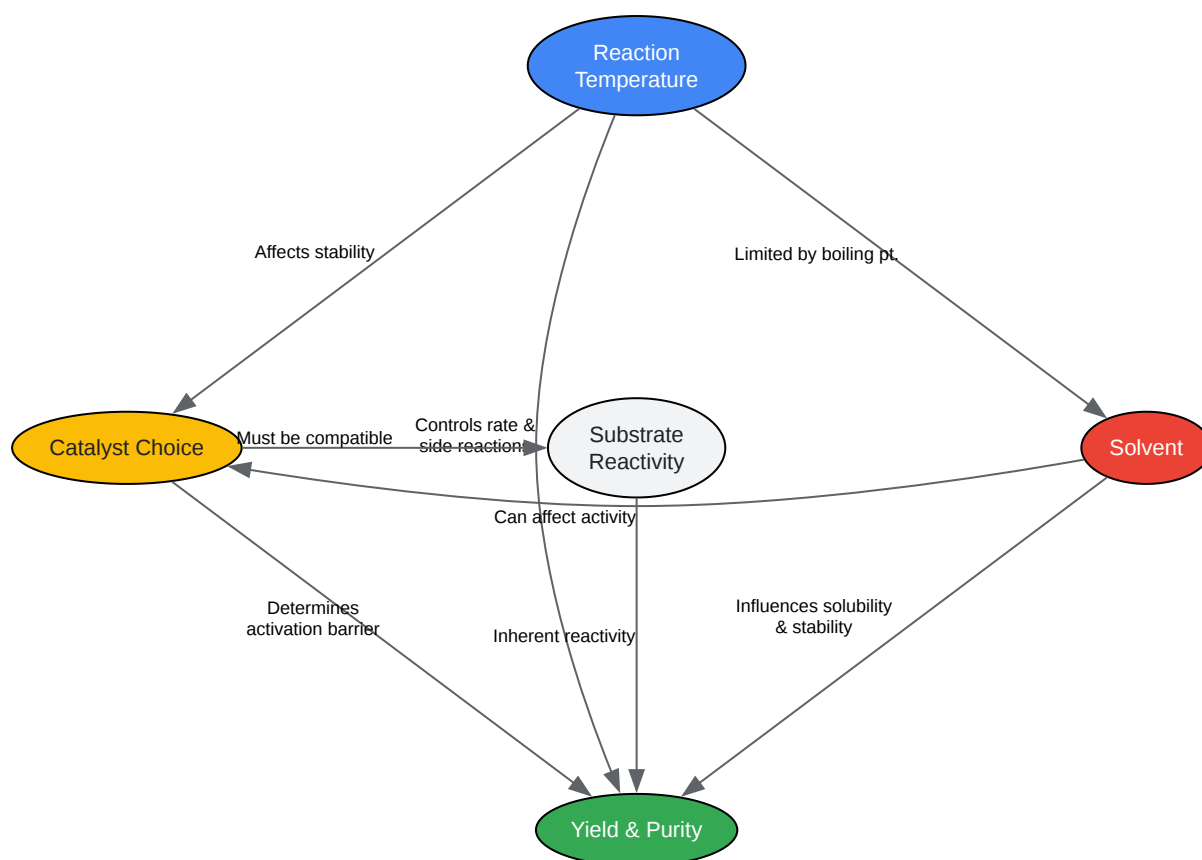 Reaction
Temperature
Affects stability
Limited by boiling pt.
Controls rate &
side reactions
Must be compatible
Catalyst Choice
Substrate
Reactivity
Solvent
Can affect activity
Determines
activation barrier
Inherent reactivity
Influences solubility
& stability
Yield & Purity